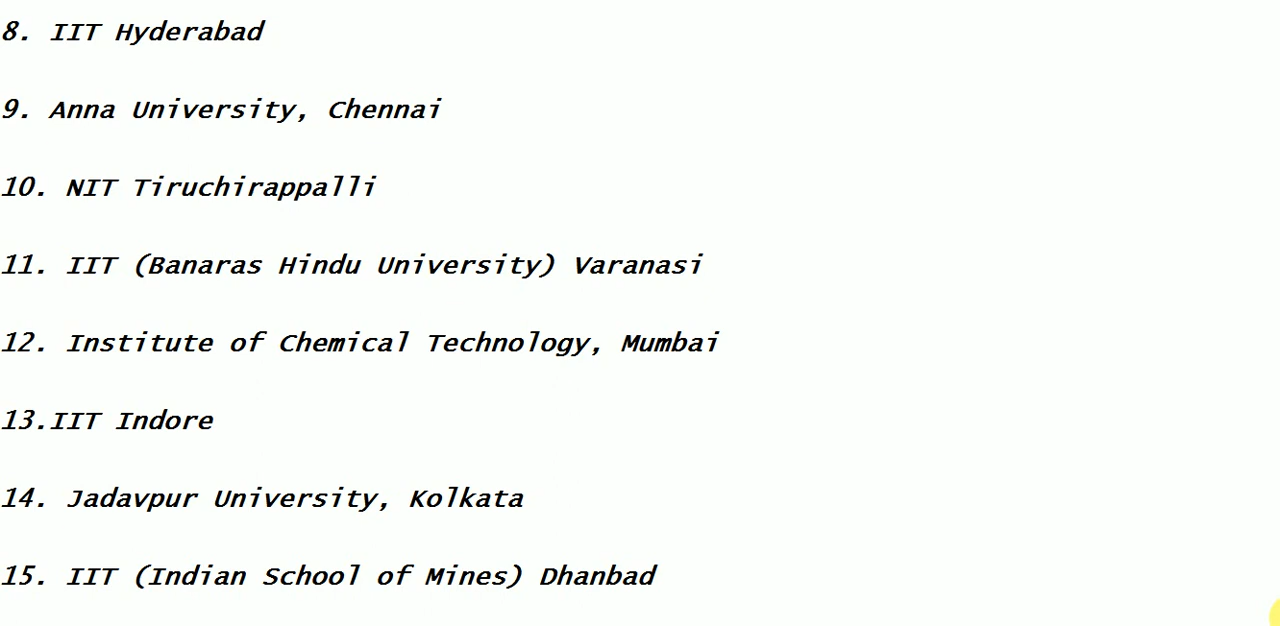 8. IIT Hyderabad
9. Anna University, Chennai
10. NIT Tiruchirappalli
11. IIT (Banaras Hindu University) Varanasi
12. Institute of Chemical Technology, Mumbai
13.IIT Indore
14. Jadavpur University, Kolkata
15. IIT (Indian School of Mines) Dhanbad